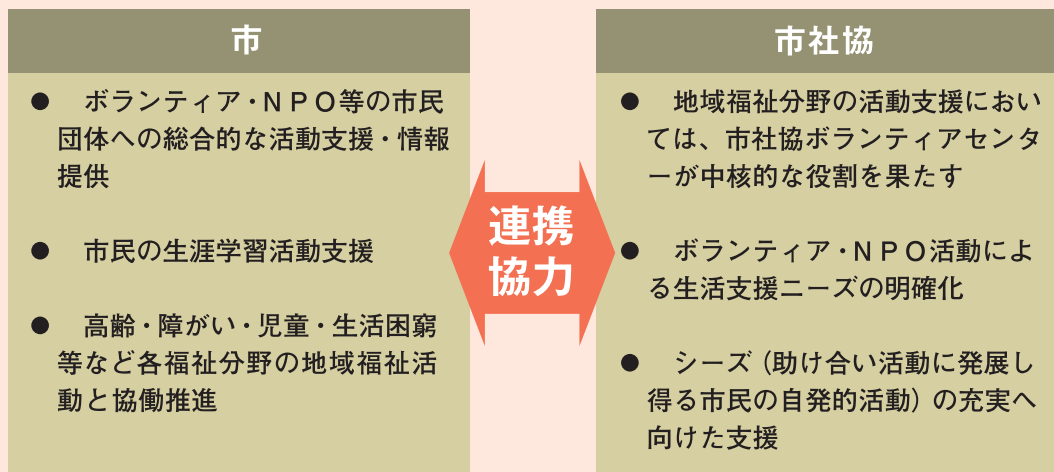 市
● ボランティア・ＮＰＯ等の市民
団体への総合的な活動支援・情報
提供
● 市民の生涯学習活動支援
● 高齢・障がい・児童・生活困窮
等など各福祉分野の地域福祉活
動と協働推進
連携
協力
市社協
● 地域福祉分野の活動支援におい
ては、市社協ボランティアセンタ
ーが中核的な役割を果たす
● ボランティア・ＮＰＯ活動によ
る生活支援ニーズの明確化
● シーズ（助け合い活動に発展し
得る市民の自発的活動）の充実へ
向けた支援